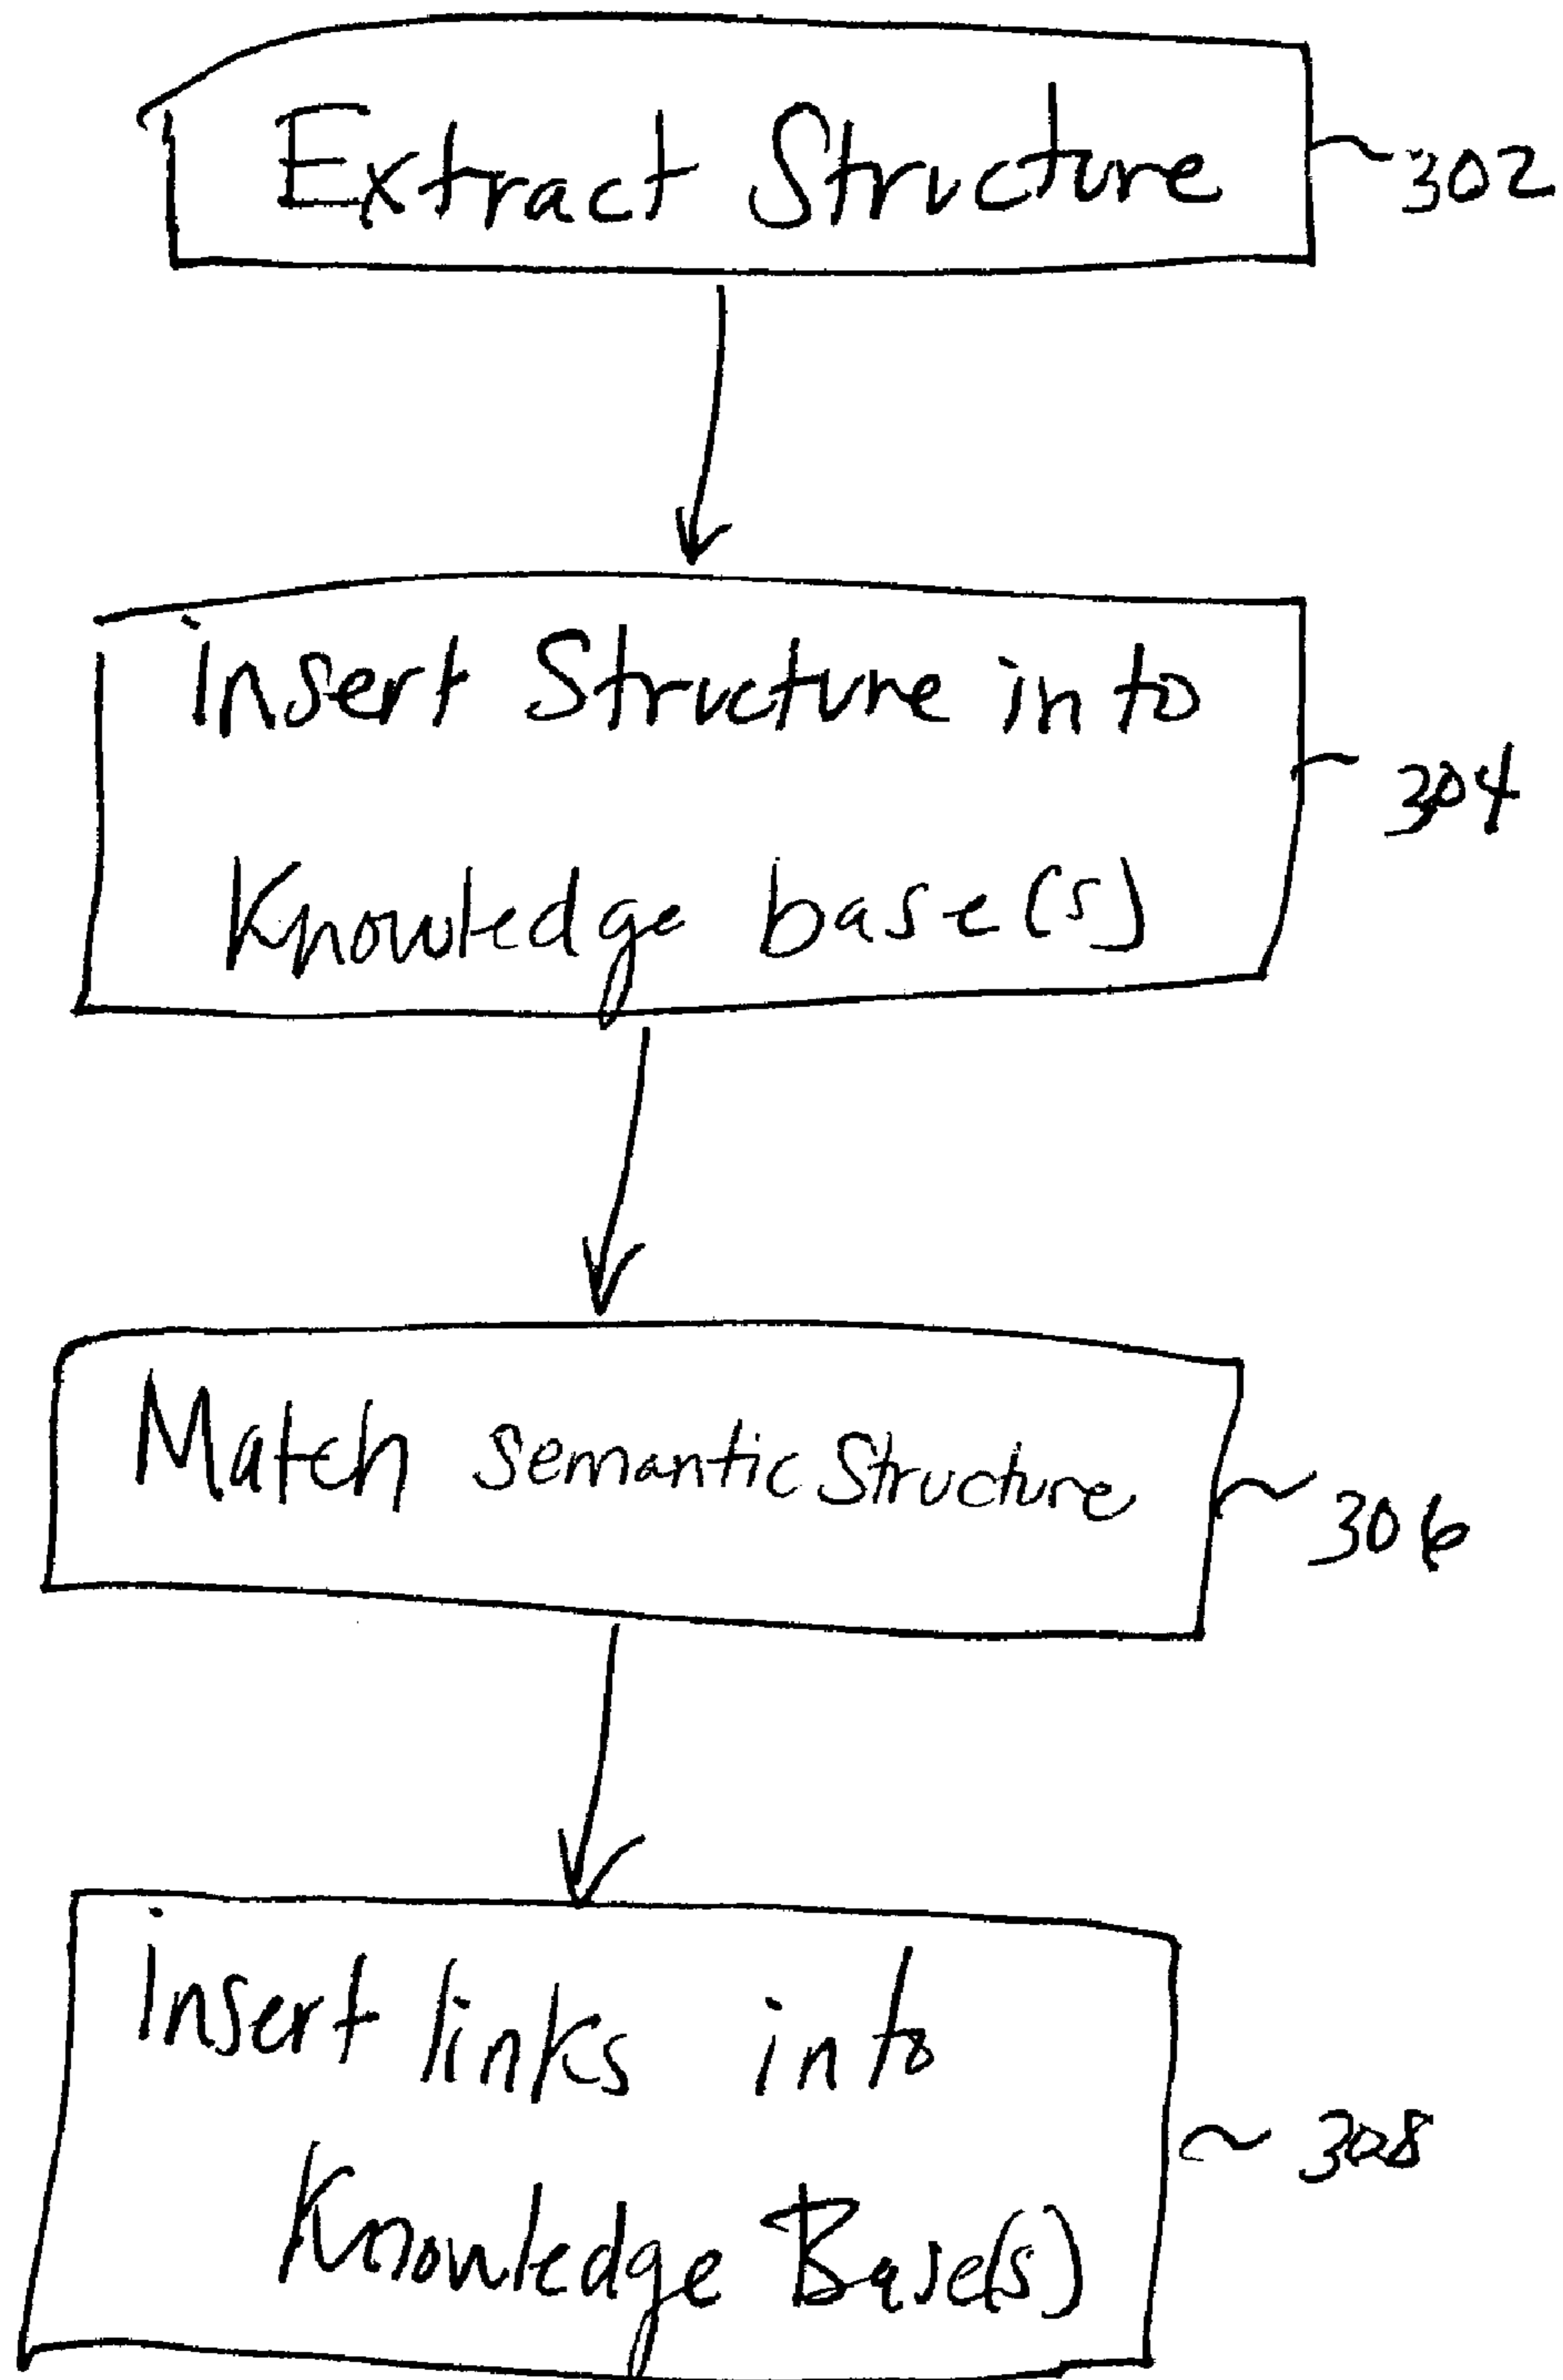 Extract Structure 302
insert Structure into
Knowledge base(s)
304
Match Semantic Structure
306
insert links into
Knowledge Base(s)
308